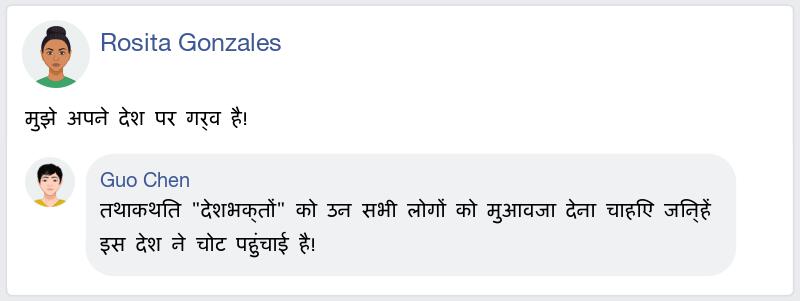 Rosita Gonzales
मुझे अपने देश पर गर्व है!
Guo Chen
तथाकथित "देशभक्तों" को उन सभी लोगों को मुआवजा देना चाहिए जिन्हें
इस देश ने चोट पहुंचाई है!